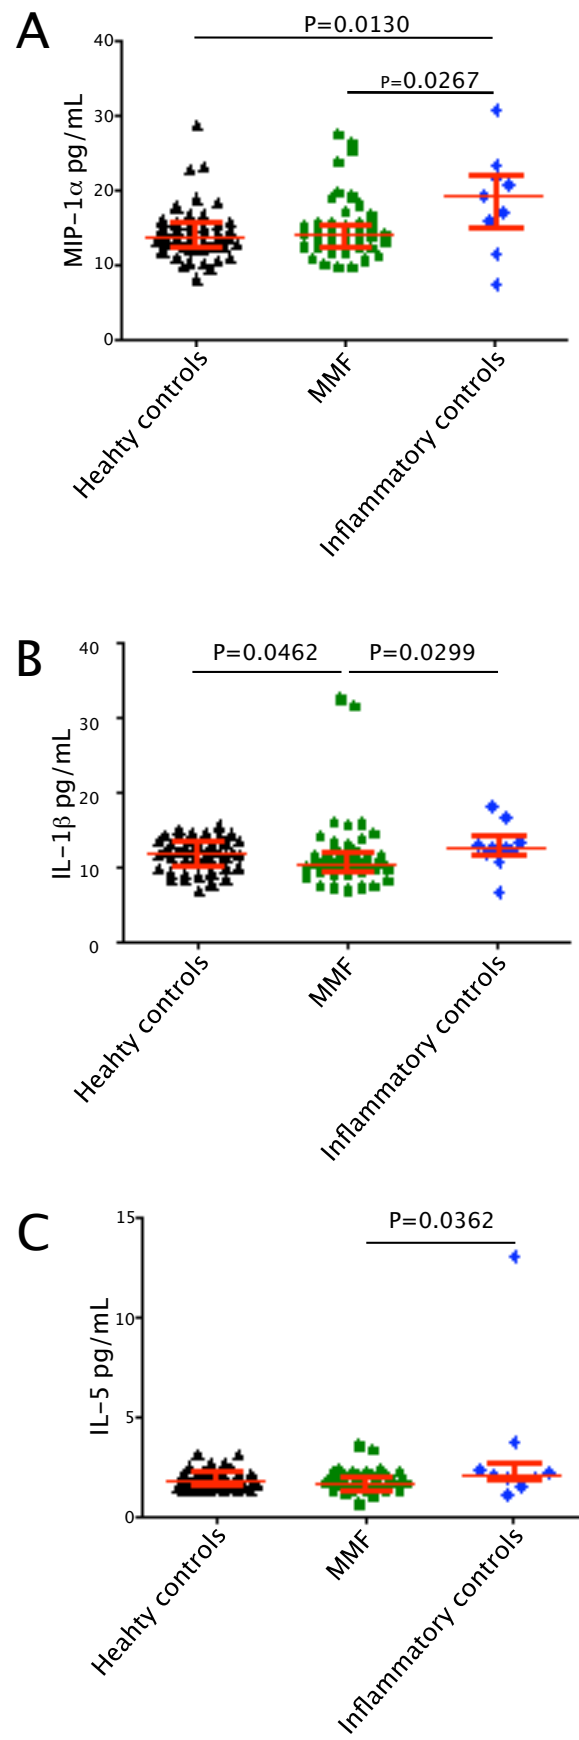 A
P=0.0130
P=0.0267
MIP-1α pg/mL
40
30
20
10
0
Heahty controls
MMF
Inflammatory controls
B
P=0.0462
P=0.0299
IL-1β pg/mL
40
30
20
10
0
Heahty controls
MMF
Inflammatory controls
C
P=0.0362
IL-5 pg/mL
15
10
5
0
Heahty controls
MMF
Inflammatory controls